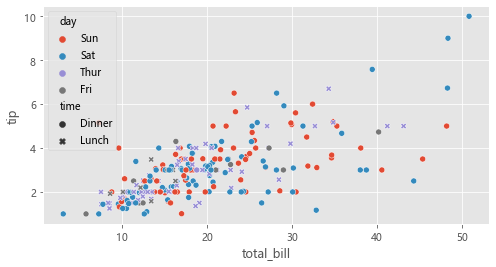 day
Sun
Sat
Thur
Fri
time
Dinner
Lunch
10
8
6
4
2
tip
10
20
30
40
50
total_bill